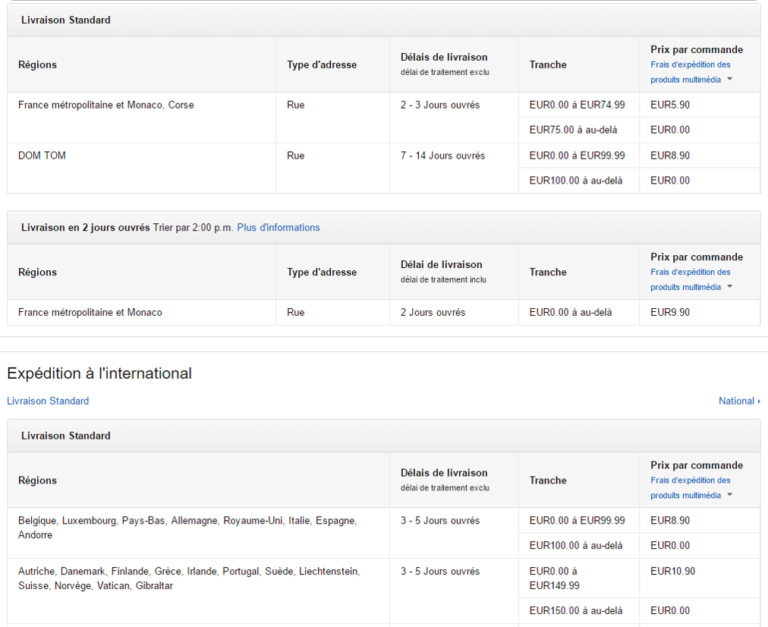 Livraison Standard
Régions Type d'adresse Délais de livraison délai de traitement exclu Tranche Prix par commande Frais d'expédition des produits multimédia
France métropolitaine et Monaco, Corse Rue 2 - 3 Jours ouvrés EUR0.00 à EUR74.99 EUR5.90
EUR75.00 à au-delà EUR0.00
DOM TOM Rue 7 - 14 Jours ouvrés EUR0.00 à EUR99.99 EUR8.90
EUR100.00 à au-delà EUR0.00
Livraison en 2 jours ouvrés Trier par 2:00 p.m. Plus d'informations
Régions Type d'adresse Délai de livraison délai de traitement inclu Tranche Prix par commande Frais d'expédition des produits multimédia
France métropolitaine et Monaco Rue 2 Jours ouvrés EUR0.00 à au-delà EUR9.90
Expédition à l'international
Livraison Standard National
Livraison Standard
Régions Délais de livraison délai de traitement exclu Tranche Prix par commande Frais d'expédition des produits multimédia
Belgique, Luxembourg, Pays-Bas, Allemagne, Royaume-Uni, Italie, Espagne, Andorre 3 - 5 Jours ouvrés EUR0.00 à EUR99.99 EUR8.90
EUR100.00 à au-delà EUR0.00
Autriche, Danemark, Finlande, Grèce, Irlande, Portugal, Suède, Liechtenstein, Suisse, Norvège, Vatican, Gibraltar 3 - 5 Jours ouvrés EUR0.00 à EUR149.99 EUR10.90
EUR150.00 à au-delà EUR0.00